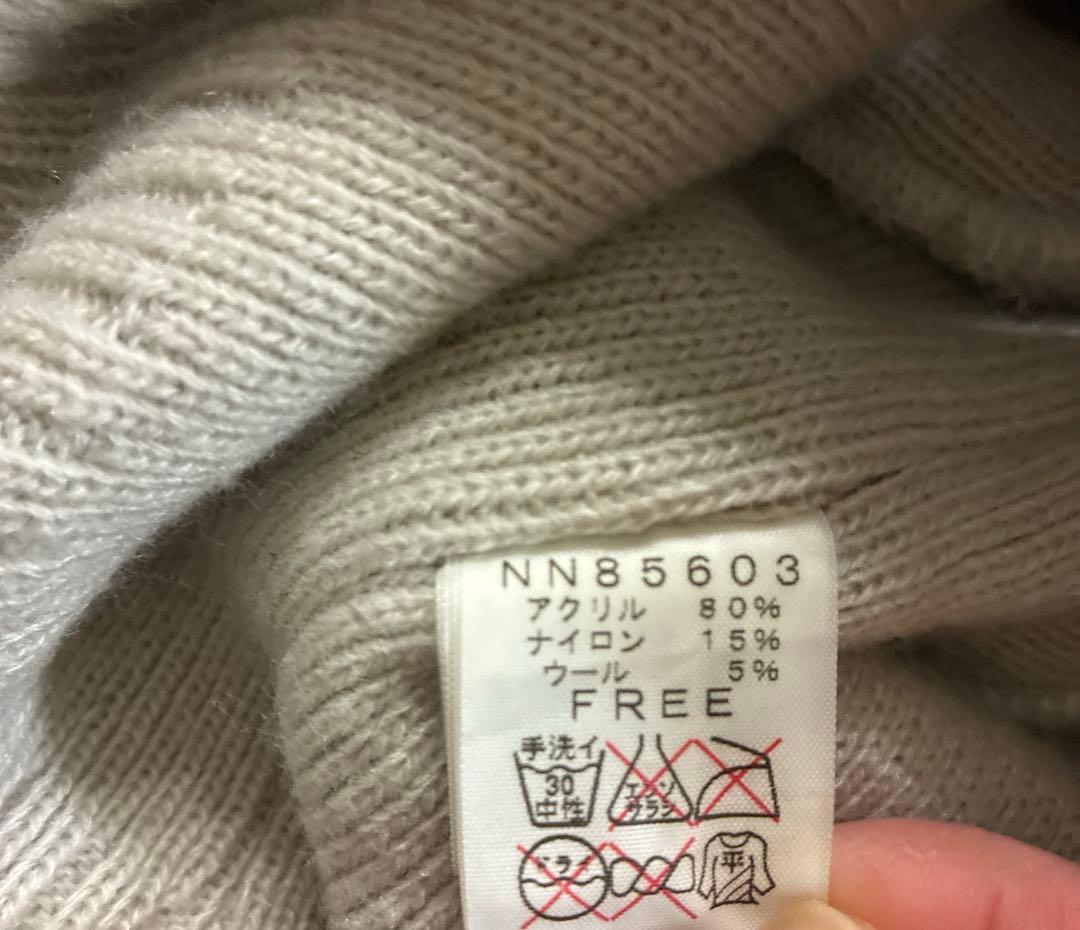 NN85603
アクリル 80%
ナイロン 15%
ウール 5%
FREE
手洗イ
30
中性
エンソ
サラシ
ドライ
平